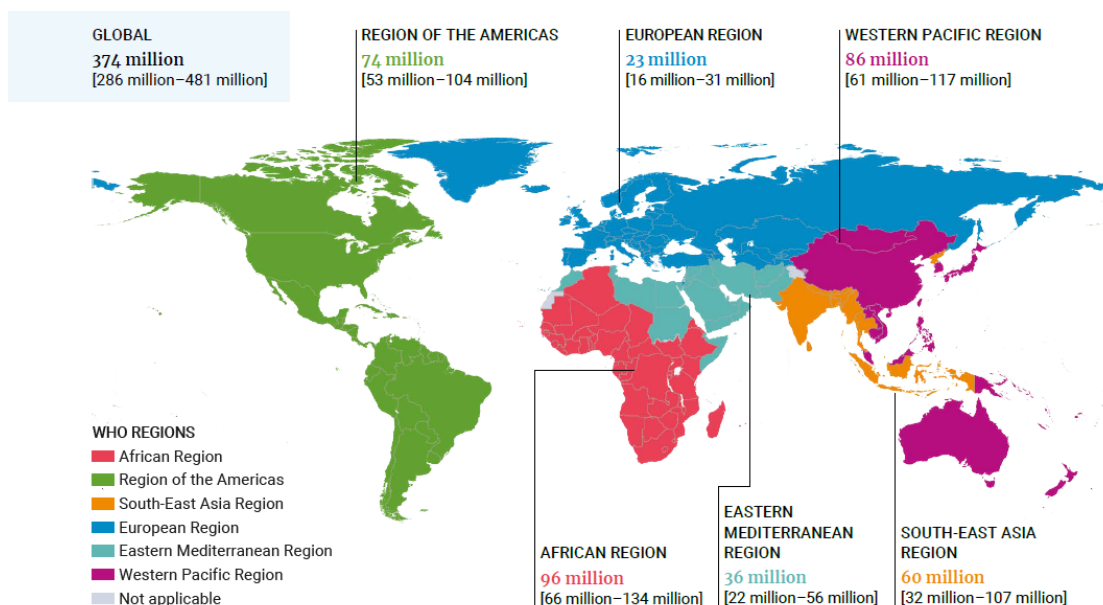 GLOBAL
374 million
[286 million–481 million]
REGION OF THE AMERICAS
74 million
[53 million–104 million]
EUROPEAN REGION
23 million
[16 million–31 million]
WESTERN PACIFIC REGION
86 million
[61 million–117 million]
WHO REGIONS
African Region
Region of the Americas
South-East Asia Region
European Region
Eastern Mediterranean Region
Western Pacific Region
Not applicable
AFRICAN REGION
96 million
[66 million–134 million]
EASTERN
MEDITERRANEAN
REGION
36 million
[22 million–56 million]
SOUTH-EAST ASIA
REGION
60 million
[32 million–107 million]